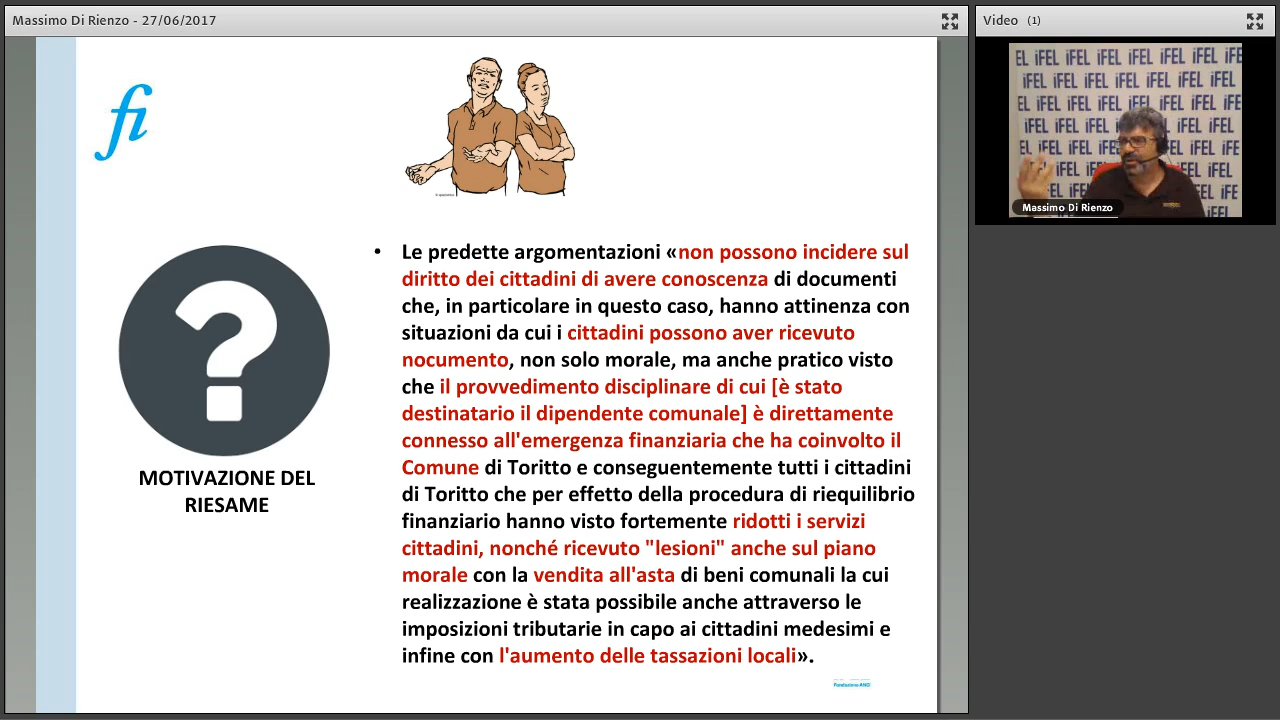 Massimo Di Rienzo - 27/06/2017
Video (1)
fi
iFEL
Massimo Di Rienzo
• Le predette argomentazioni «non possono incidere sul
diritto dei cittadini di avere conoscenza di documenti
che, in particolare in questo caso, hanno attinenza con
situazioni da cui i cittadini possono aver ricevuto
nocumento, non solo morale, ma anche pratico visto
che il provvedimento disciplinare di cui [è stato
destinatario il dipendente comunale] è direttamente
connesso all'emergenza finanziaria che ha coinvolto il
Comune di Toritto e conseguentemente tutti i cittadini
di Toritto che per effetto della procedura di riequilibrio
finanziario hanno visto fortemente ridotti i servizi
cittadini, nonché ricevuto "lesioni" anche sul piano
morale con la vendita all'asta di beni comunali la cui
realizzazione è stata possibile anche attraverso le
imposizioni tributarie in capo ai cittadini medesimi e
infine con l'aumento delle tassazioni locali».
?
MOTIVAZIONE DEL
RIESAME